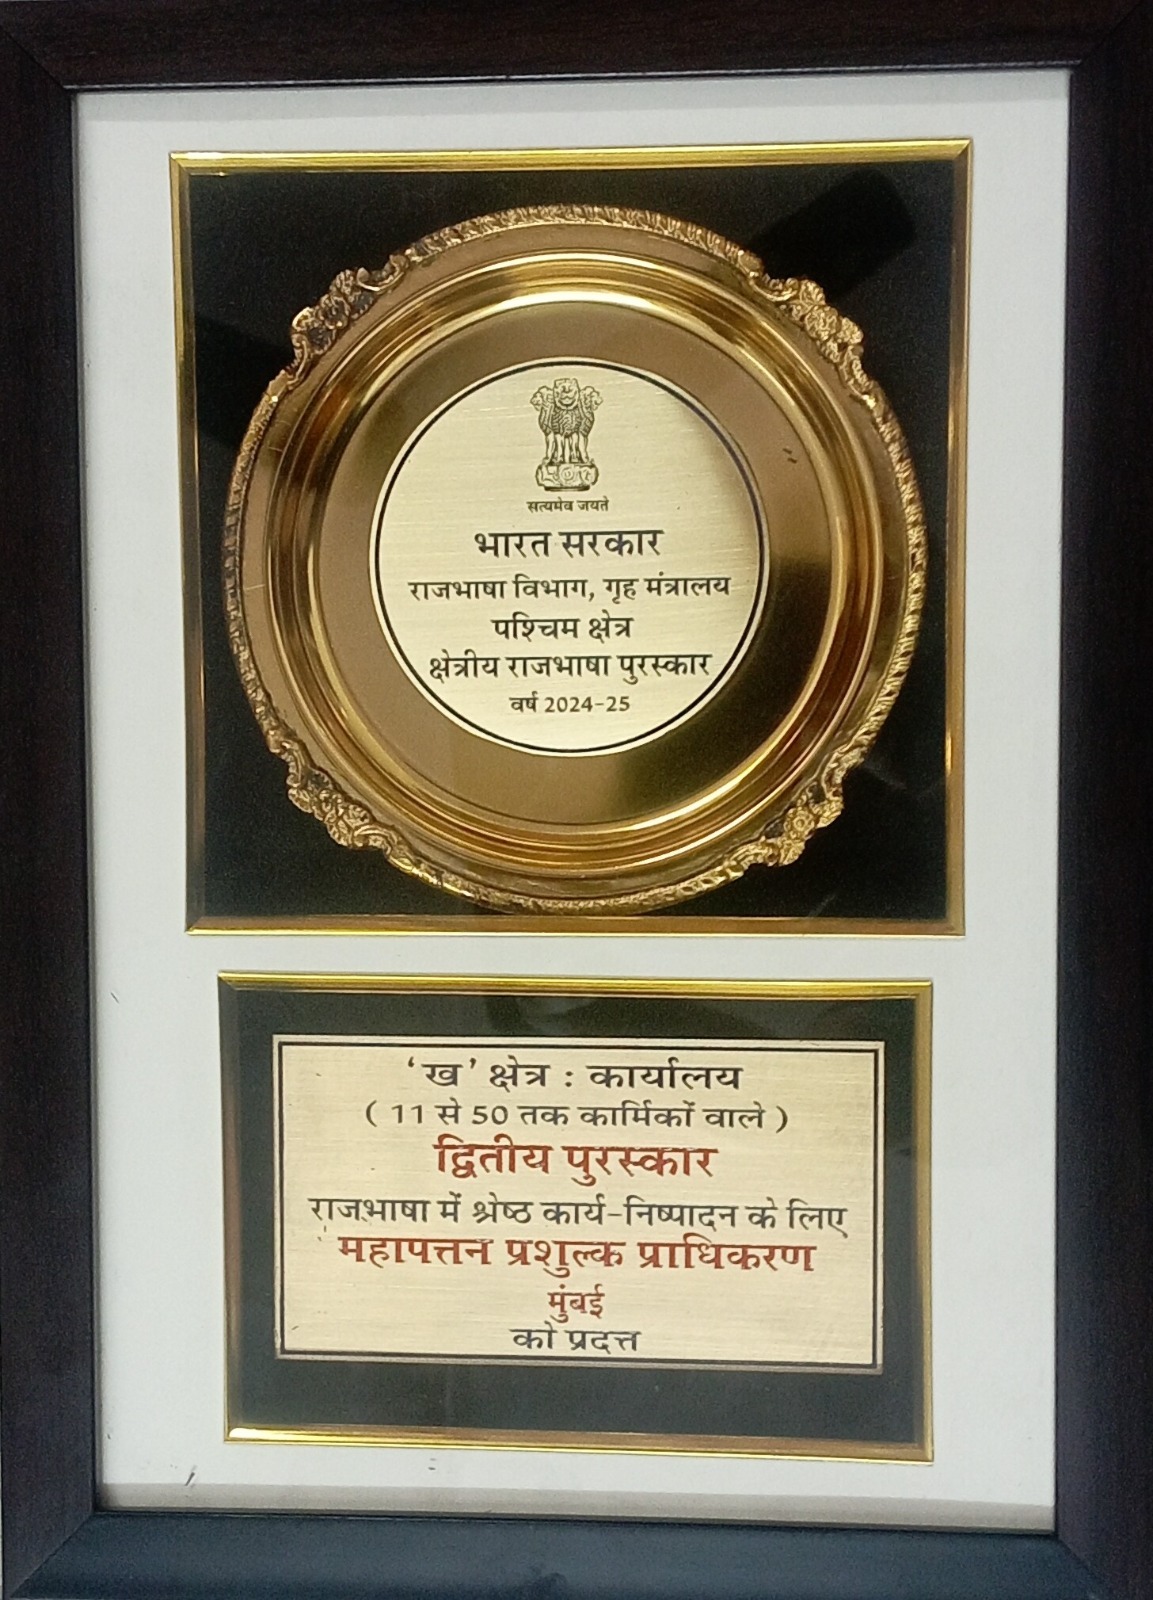 सत्यमेव जयते
भारत सरकार
राजभाषा विभाग, गृह मंत्रालय
पश्चिम क्षेत्र
क्षेत्रीय राजभाषा पुरस्कार
वर्ष 2024-25
‘ख’ क्षेत्र : कार्यालय
( 11 से 50 तक कार्मिकों वाले )
द्वितीय पुरस्कार
राजभाषा में श्रेष्ठ कार्य-निष्पादन के लिए
महापत्तन प्रशुल्क प्राधिकरण
मुंबई
को प्रदत्त